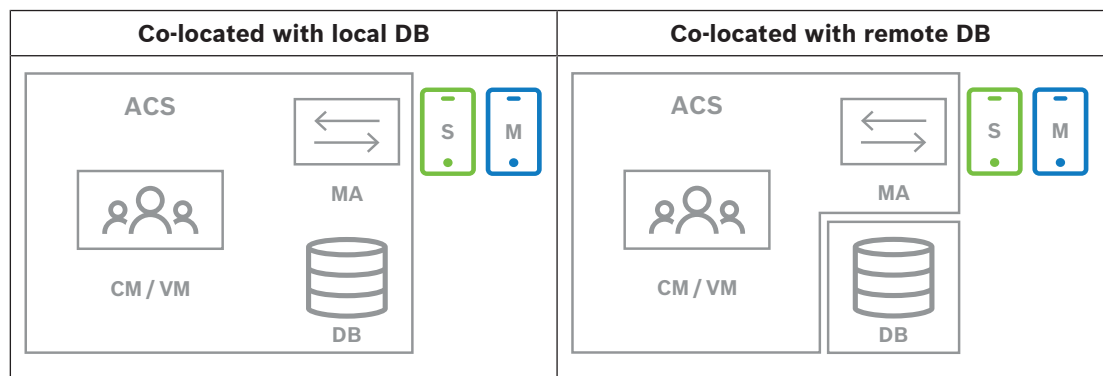 Co-located with local DB
Co-located with remote DB
ACS
S
M
MA
CM / VM
DB
ACS
S
M
MA
CM / VM
DB